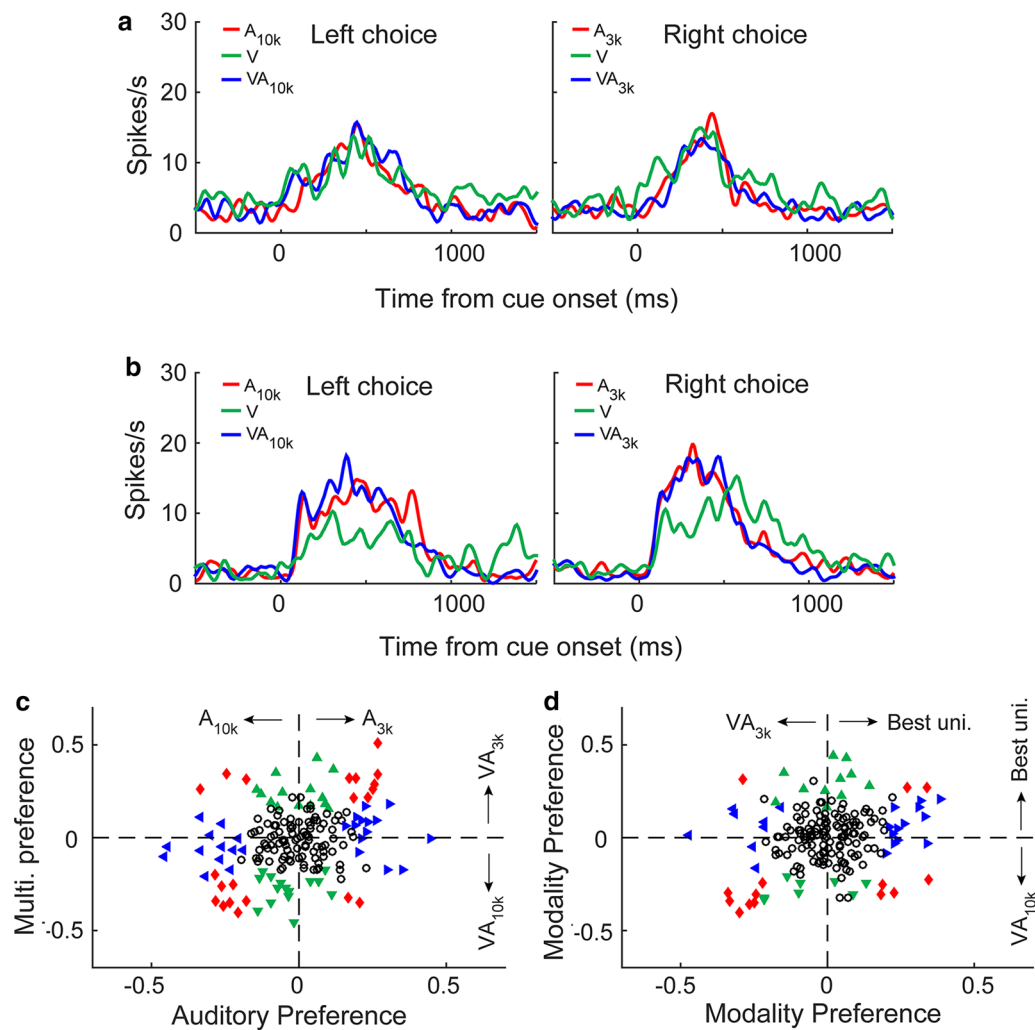 a
30
20
10
0
Spikes/s
A10k
V
VA10k
Left choice
A3k
V
VA3k
Right choice
0
1000
0
1000
Time from cue onset (ms)
b
30
20
10
0
Spikes/s
A10k
V
VA10k
Left choice
A3k
V
VA3k
Right choice
0
1000
0
1000
Time from cue onset (ms)
c
A10k
A3k
0.5
0
-0.5
Multi. preference
VA3k
VA10k
-0.5
0
0.5
Auditory Preference
d
VA3k
Best uni.
0.5
0
-0.5
Modality Preference
Best uni.
VA10k
-0.5
0
0.5
Modality Preference